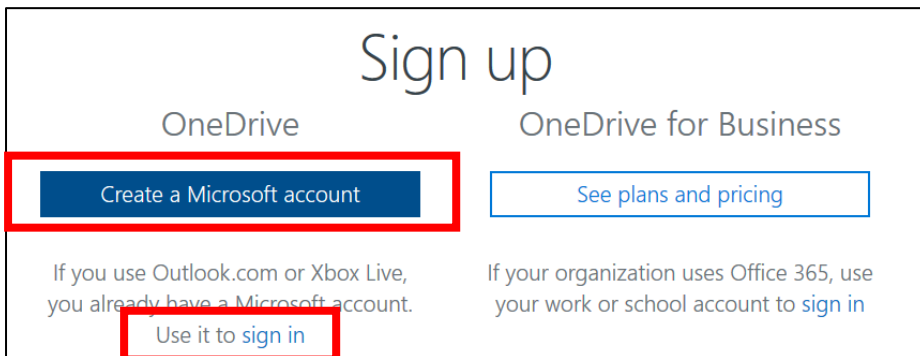 Sign up
OneDrive
Create a Microsoft account
If you use Outlook.com or Xbox Live,
you already have a Microsoft account.
Use it to sign in
OneDrive for Business
See plans and pricing
If your organization uses Office 365, use
your work or school account to sign in